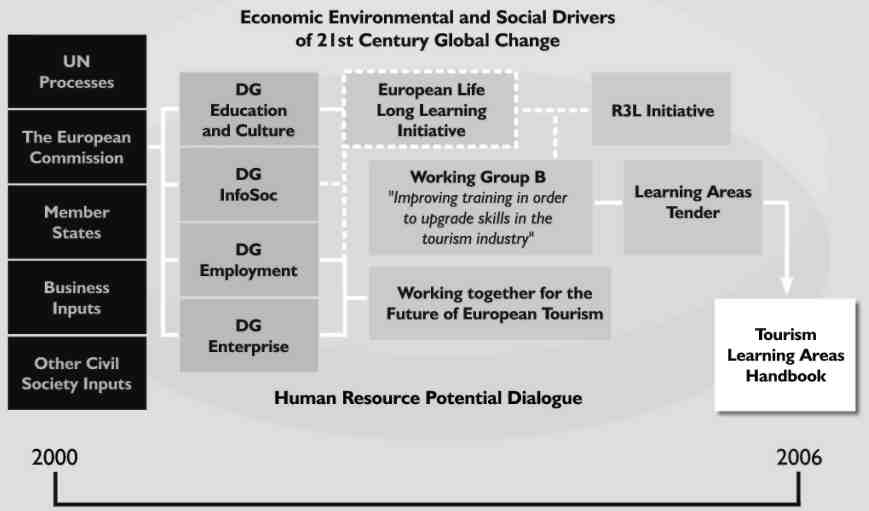 Economic Environmental and Social Drivers
of 21st Century Global Change
UN
Processes
The European
Commission
Member
States
Business
Inputs
Other Civil
Society Inputs
DG
Education
and Culture
DG
InfoSoc
DG
Employment
DG
Enterprise
European Life
Long Learning
Initiative
R3L Initiative
Working Group B
"Improving training in order
to upgrade skills in the
tourism industry"
Learning Areas
Tender
Working together for the
Future of European Tourism
Tourism
Learning Areas
Handbook
Human Resource Potential Dialogue
2000
2006